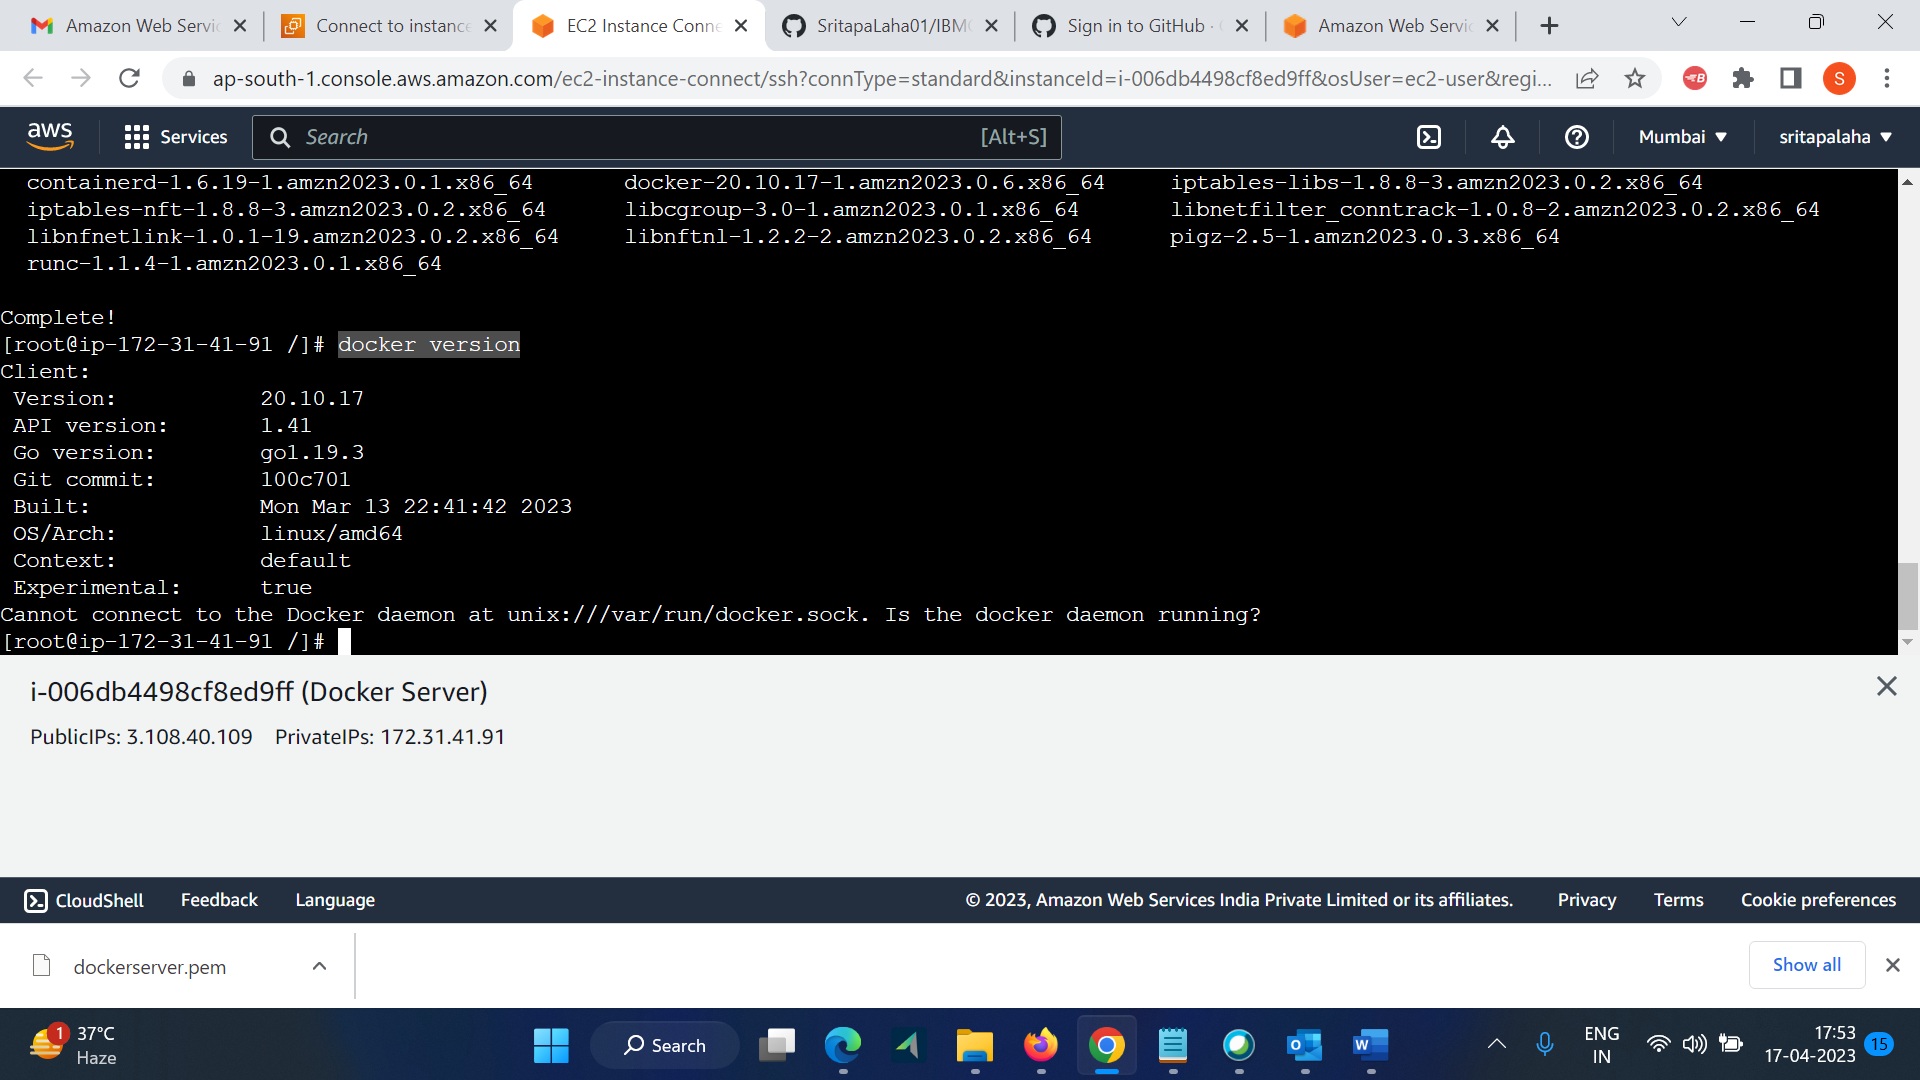 Amazon Web Servic
Connect to instance
EC2 Instance Conne
SritapaLaha01/IBM
Sign in to GitHub ·
Amazon Web Servic
ap-south-1.console.aws.amazon.com/ec2-instance-connect/ssh?connType=standard&instanceId=i-006db4498cf8ed9ff&osUser=ec2-user&regi...
B
S
aws
Services
Search
[Alt+S]
Mumbai
sritapalaha
containerd-1.6.19-1.amzn2023.0.1.x86_64 docker-20.10.17-1.amzn2023.0.6.x86_64 iptables-libs-1.8.8-3.amzn2023.0.2.x86_64
iptables-nft-1.8.8-3.amzn2023.0.2.x86_64 libcgroup-3.0-1.amzn2023.0.1.x86_64 libnetfilter_conntrack-1.0.8-2.amzn2023.0.2.x86_64
libnfnetlink-1.0.1-19.amzn2023.0.2.x86_64 libnftnl-1.2.2-2.amzn2023.0.2.x86_64 pigz-2.5-1.amzn2023.0.3.x86_64
runc-1.1.4-1.amzn2023.0.1.x86_64
Complete!
[root@ip-172-31-41-91 /]# docker version
Client:
Version: 20.10.17
API version: 1.41
Go version: go1.19.3
Git commit: 100c701
Built: Mon Mar 13 22:41:42 2023
OS/Arch: linux/amd64
Context: default
Experimental: true
Cannot connect to the Docker daemon at unix:///var/run/docker.sock. Is the docker daemon running?
[root@ip-172-31-41-91 /]#
i-006db4498cf8ed9ff (Docker Server)
PublicIPs: 3.108.40.109 PrivateIPs: 172.31.41.91
CloudShell
Feedback
Language
© 2023, Amazon Web Services India Private Limited or its affiliates.
Privacy
Terms
Cookie preferences
dockerserver.pem
Show all
1
37°C
Haze
Search
ENG
IN
17:53
17-04-2023
15